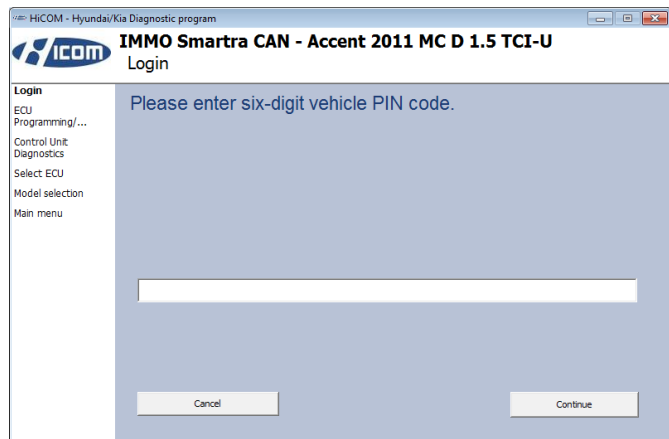 HiCOM - Hyundai/Kia Diagnostic program
HICOM
IMMO Smartra CAN - Accent 2011 MC D 1.5 TCI-U
Login
Login
ECU
Programming/...
Control Unit
Diagnostics
Select ECU
Model selection
Main menu
Please enter six-digit vehicle PIN code.
Cancel
Continue